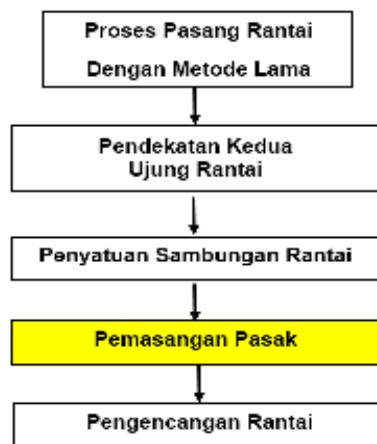 Proses Pasang Rantai
Dengan Metode Lama
Pendekatan Kedua
Ujung Rantai
Penyatuan Sambungan Rantai
Pemasangan Pasak
Pengencangan Rantai